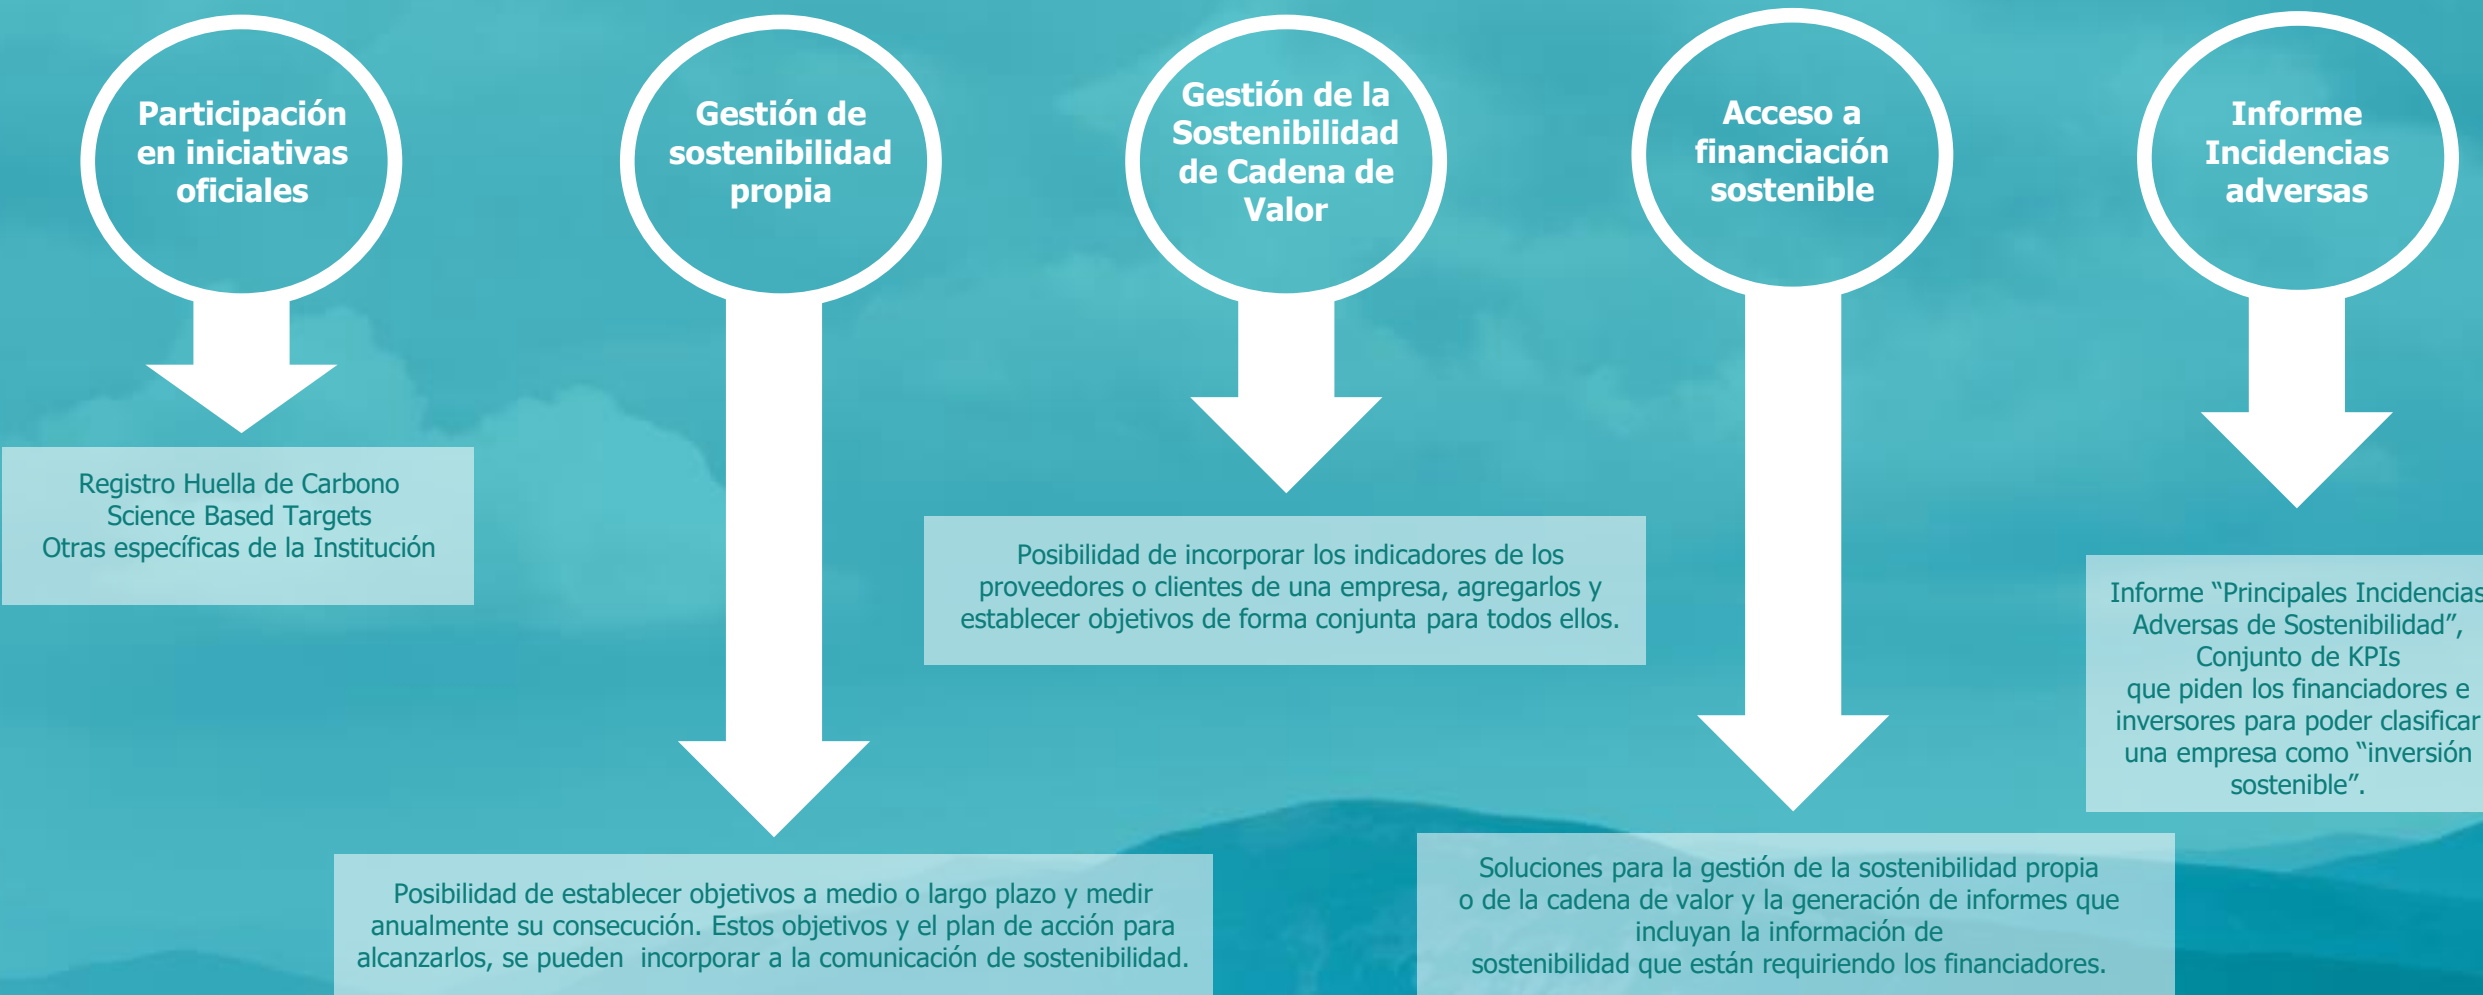 Participación
en iniciativas
oficiales
Registro Huella de Carbono
Science Based Targets
Otras específicas de la Institución
Gestión de
sostenibilidad
propia
Posibilidad de establecer objetivos a medio o largo plazo y medir
anualmente su consecución. Estos objetivos y el plan de acción para
alcanzarlos, se pueden incorporar a la comunicación de sostenibilidad.
Gestión de la
Sostenibilidad
de Cadena de
Valor
Posibilidad de incorporar los indicadores de los
proveedores o clientes de una empresa, agregarlos y
establecer objetivos de forma conjunta para todos ellos.
Acceso a
financiación
sostenible
Soluciones para la gestión de la sostenibilidad propia
o de la cadena de valor y la generación de informes que
incluyan la información de
sostenibilidad que están requiriendo los financiadores.
Informe
Incidencias
adversas
Informe “Principales Incidencias
Adversas de Sostenibilidad”,
Conjunto de KPIs
que piden los financiadores e
inversores para poder clasificar
una empresa como “inversión
sostenible”.